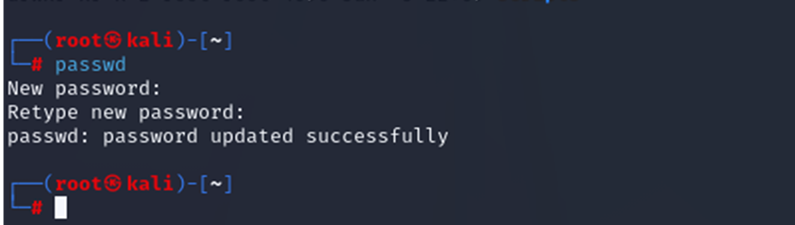 ┌──(root㉿kali)-[~]
└─# passwd
New password:
Retype new password:
passwd: password updated successfully
┌──(root㉿kali)-[~]
└─#